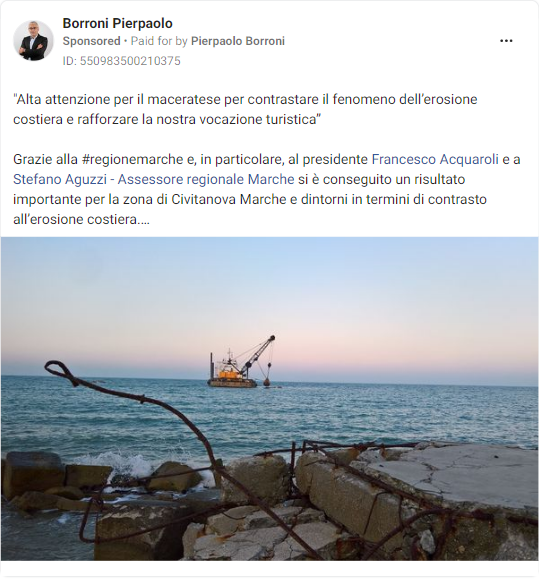 Borroni Pierpaolo
Sponsored • Paid for by Pierpaolo Borroni
ID: 550983500210375
"Alta attenzione per il maceratese per contrastare il fenomeno dell’erosione
costiera e rafforzare la nostra vocazione turistica”
Grazie alla #regionemarche e, in particolare, al presidente Francesco Acquaroli e a
Stefano Aguzzi - Assessore regionale Marche si è conseguito un risultato
importante per la zona di Civitanova Marche e dintorni in termini di contrasto
all’erosione costiera....